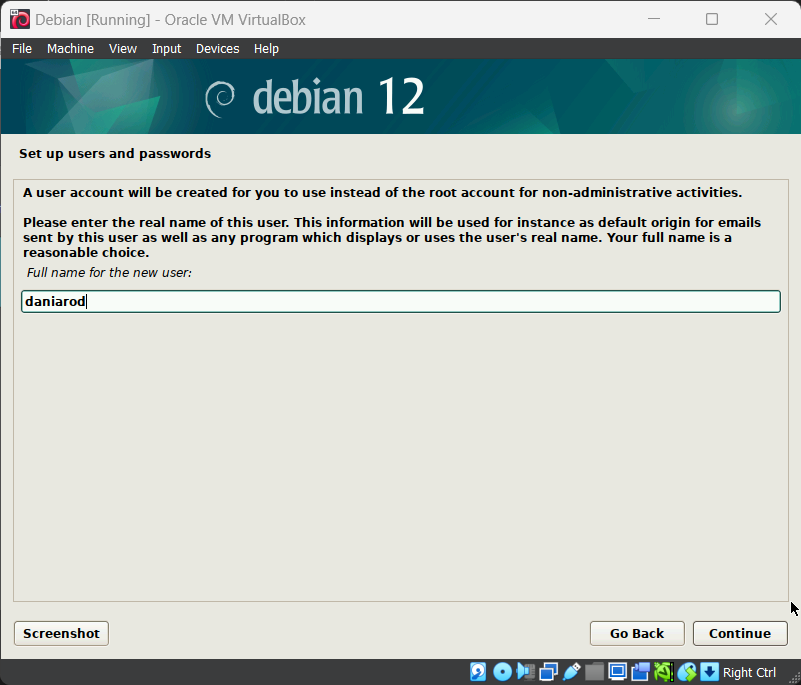 Debian [Running] - Oracle VM VirtualBox
File Machine View Input Devices Help
debian 12
Set up users and passwords
A user account will be created for you to use instead of the root account for non-administrative activities.
Please enter the real name of this user. This information will be used for instance as default origin for emails
sent by this user as well as any program which displays or uses the user's real name. Your full name is a
reasonable choice.
Full name for the new user:
daniarod
Screenshot Go Back Continue
Right Ctrl